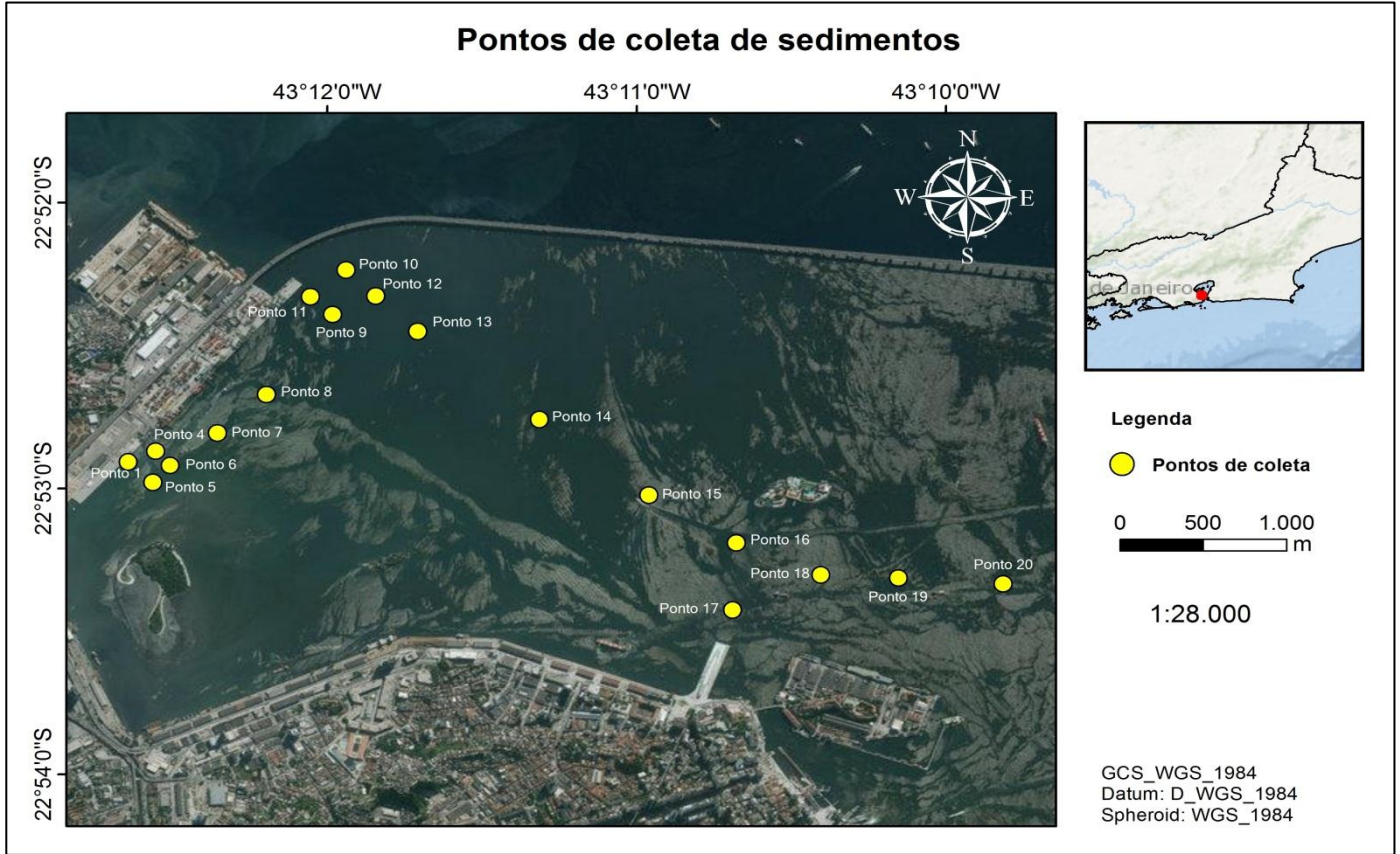 Pontos de coleta de sedimentos
43°12'0"W
43°11'0"W
43°10'0"W
22°52'0"S
22°53'0"S
22°54'0"S
N
W
E
S
Ponto 10
Ponto 12
Ponto 11
Ponto 9
Ponto 13
Ponto 8
Ponto 14
Ponto 4
Ponto 7
Ponto 1
Ponto 6
Ponto 5
Ponto 15
Ponto 16
Ponto 18
Ponto 20
Ponto 19
Ponto 17
de Janeiro
Legenda
Pontos de coleta
0 500 1.000
m
1:28.000
GCS_WGS_1984
Datum: D_WGS_1984
Spheroid: WGS_1984